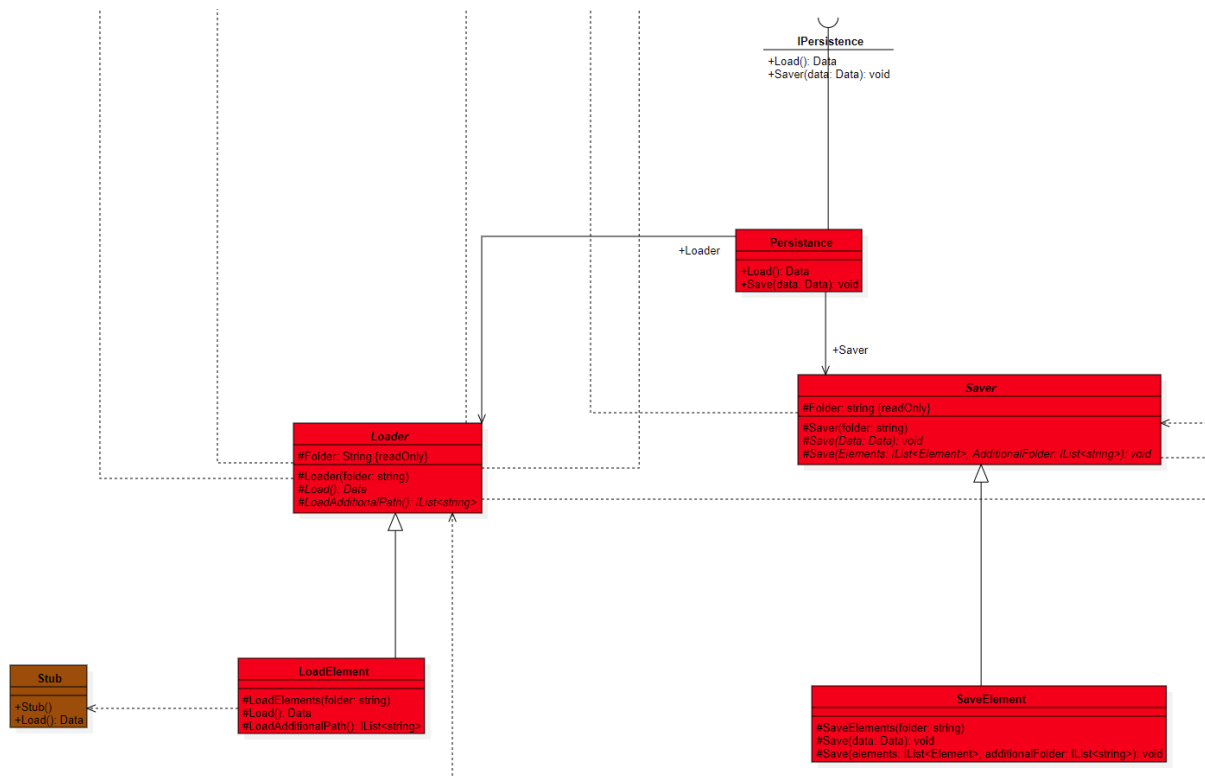 IPersistence
+Load(): Data
+Saver(data: Data): void
Persistance
+Load(): Data
+Save(data: Data): void
+Loader
+Saver
Saver
#Folder: string {readOnly}
#Saver(folder: string)
#Save(Data: Data): void
#Save(Elements: IList<Element>, AdditionalFolder: IList<string>): void
Loader
#Folder: String {readOnly}
#Loader(folder: string)
#Load(): Data
#LoadAdditionalPath(): IList<string>
Stub
+Stub()
+Load(): Data
LoadElement
#LoadElements(folder: string)
#Load(): Data
#LoadAdditionalPath(): IList<string>
SaveElement
#SaveElements(folder: string)
#Save(data: Data): void
#Save(elements: IList<Element>, additionalFolder: IList<string>): void